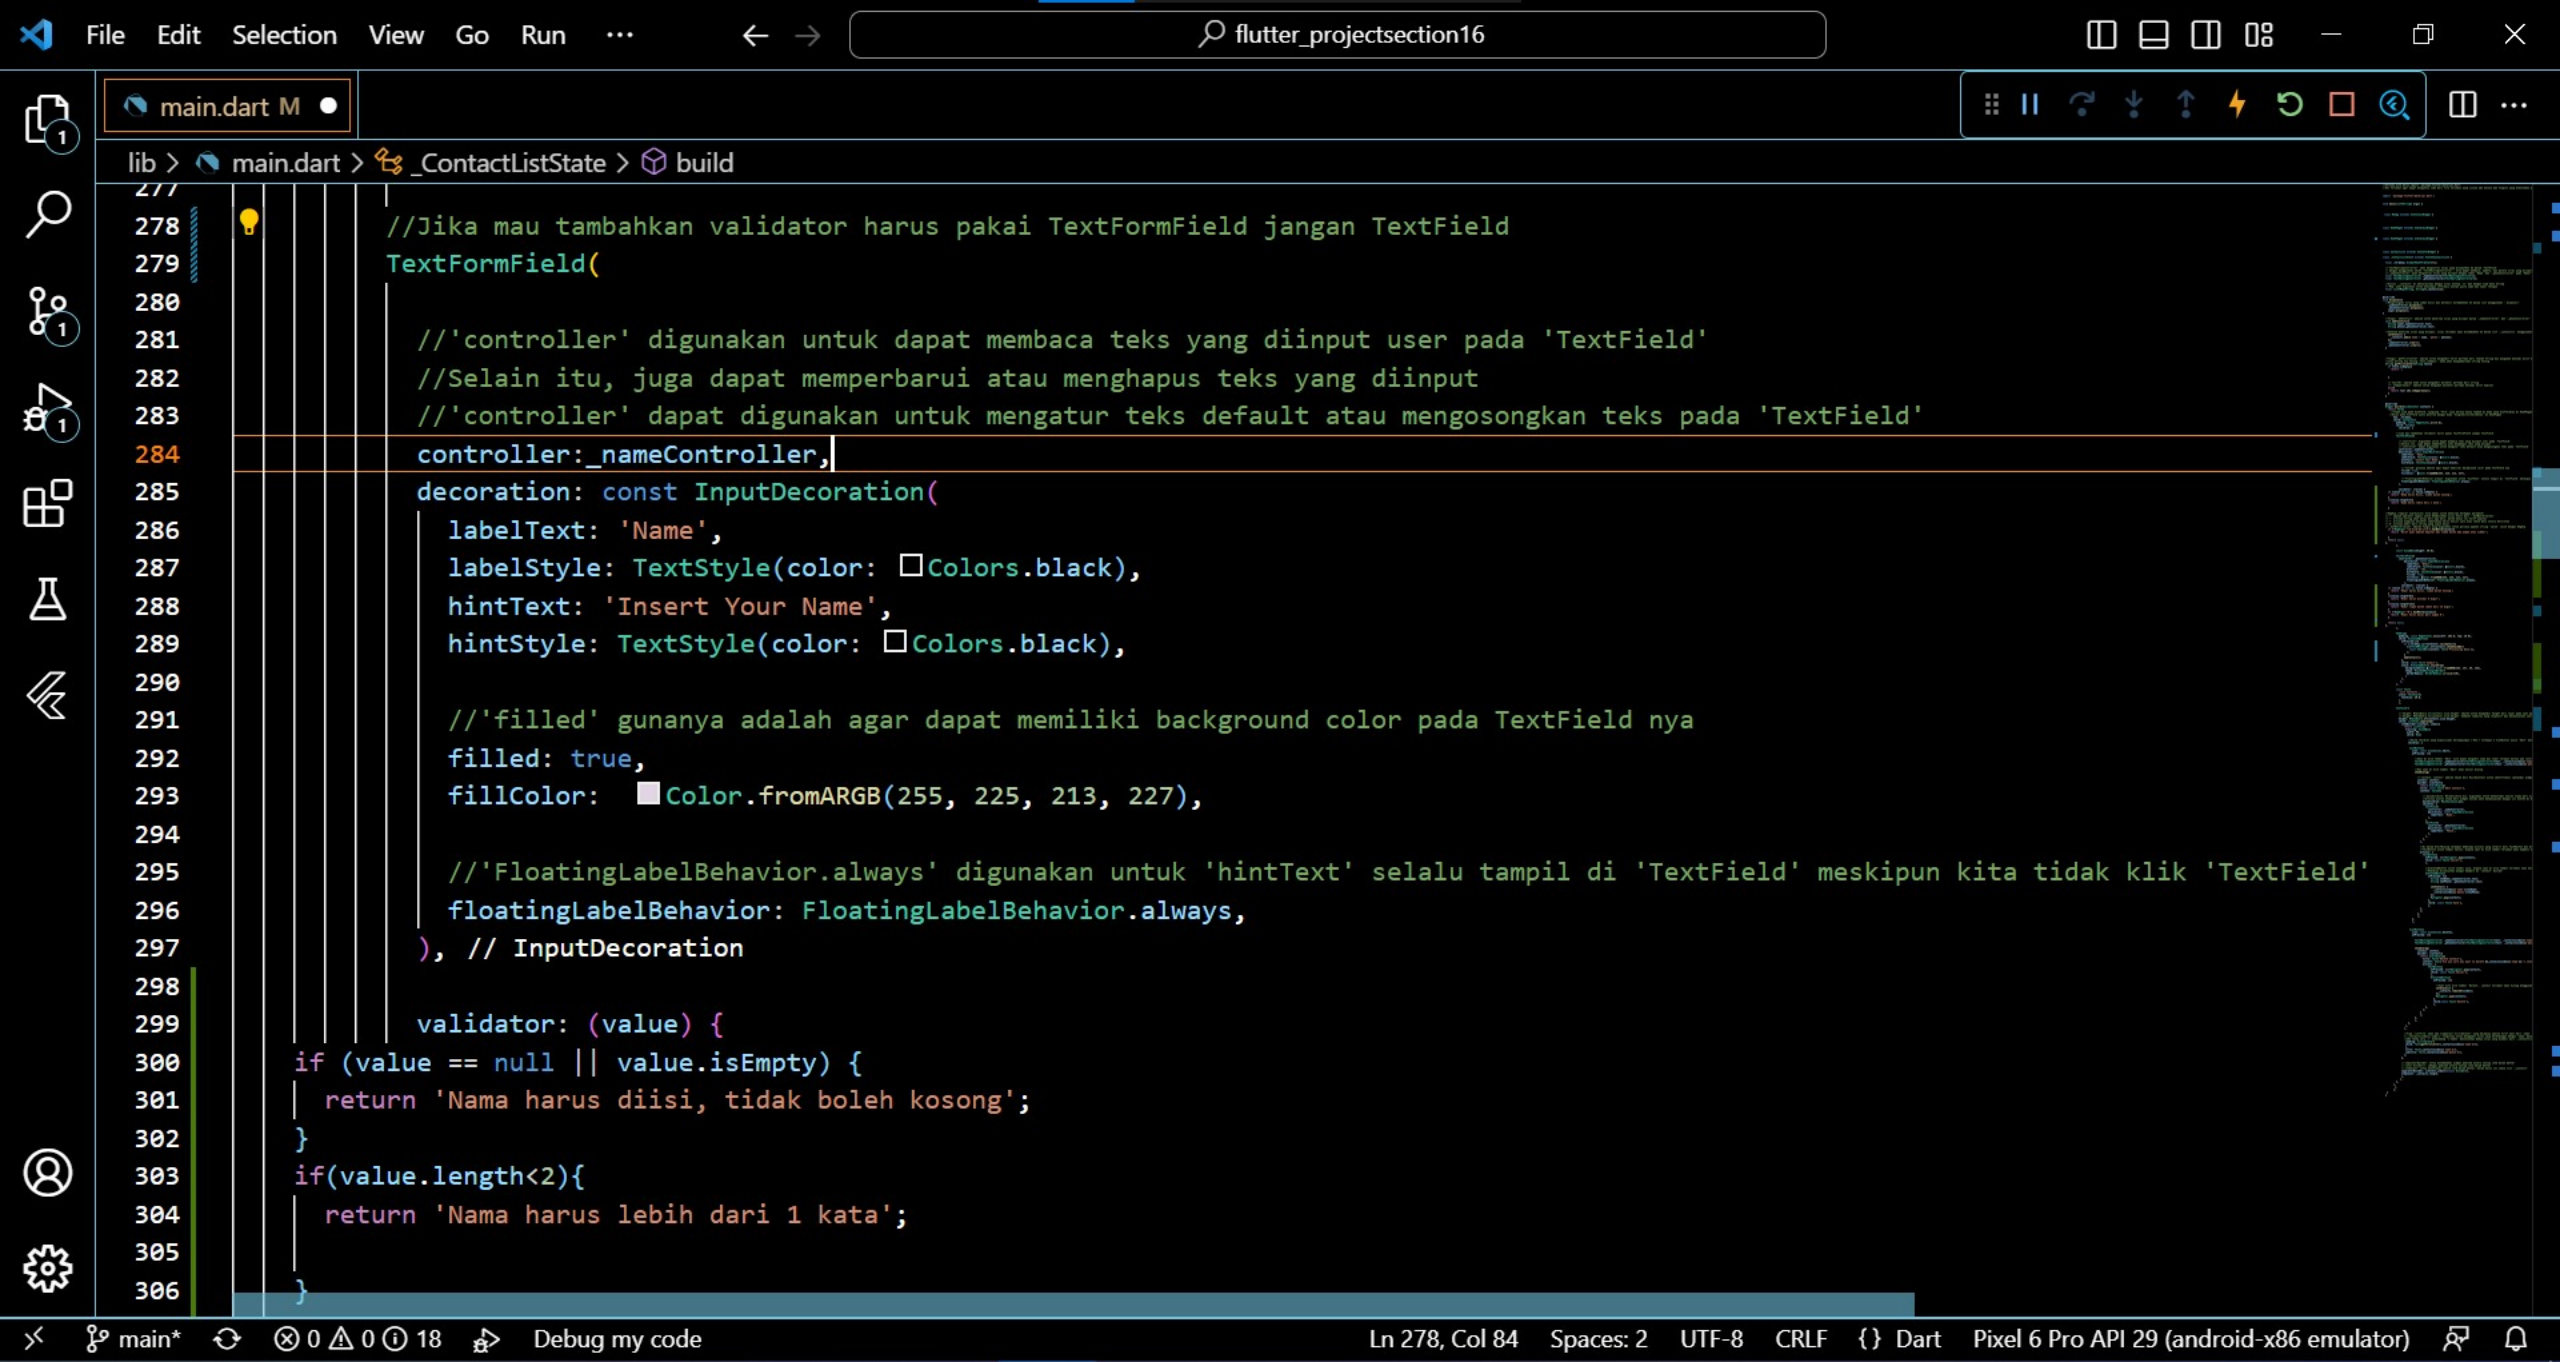 File Edit Selection View Go Run ···
flutter_projectsection16
main.dart M
lib > main.dart > _ContactListState > build
277
278 //Jika mau tambahkan validator harus pakai TextFormField jangan TextField
279 TextFormField(
280
281 //'controller' digunakan untuk dapat membaca teks yang diinput user pada 'TextField'
282 //Selain itu, juga dapat memperbarui atau menghapus teks yang diinput
283 //'controller' dapat digunakan untuk mengatur teks default atau mengosongkan teks pada 'TextField'
284 controller:_nameController,
285 decoration: const InputDecoration(
286 labelText: 'Name',
287 labelStyle: TextStyle(color: Colors.black),
288 hintText: 'Insert Your Name',
289 hintStyle: TextStyle(color: Colors.black),
290
291 //'filled' gunanya adalah agar dapat memiliki background color pada TextField nya
292 filled: true,
293 fillColor: Color.fromARGB(255, 225, 213, 227),
294
295 //'FloatingLabelBehavior.always' digunakan untuk 'hintText' selalu tampil di 'TextField' meskipun kita tidak klik 'TextField'
296 floatingLabelBehavior: FloatingLabelBehavior.always,
297 ), // InputDecoration
298
299 validator: (value) {
300 if (value == null || value.isEmpty) {
301 return 'Nama harus diisi, tidak boleh kosong';
302 }
303 if(value.length<2){
304 return 'Nama harus lebih dari 1 kata';
305
306 }
1
1
1
main* 0 0 18 Debug my code Ln 278, Col 84 Spaces: 2 UTF-8 CRLF {} Dart Pixel 6 Pro API 29 (android-x86 emulator)